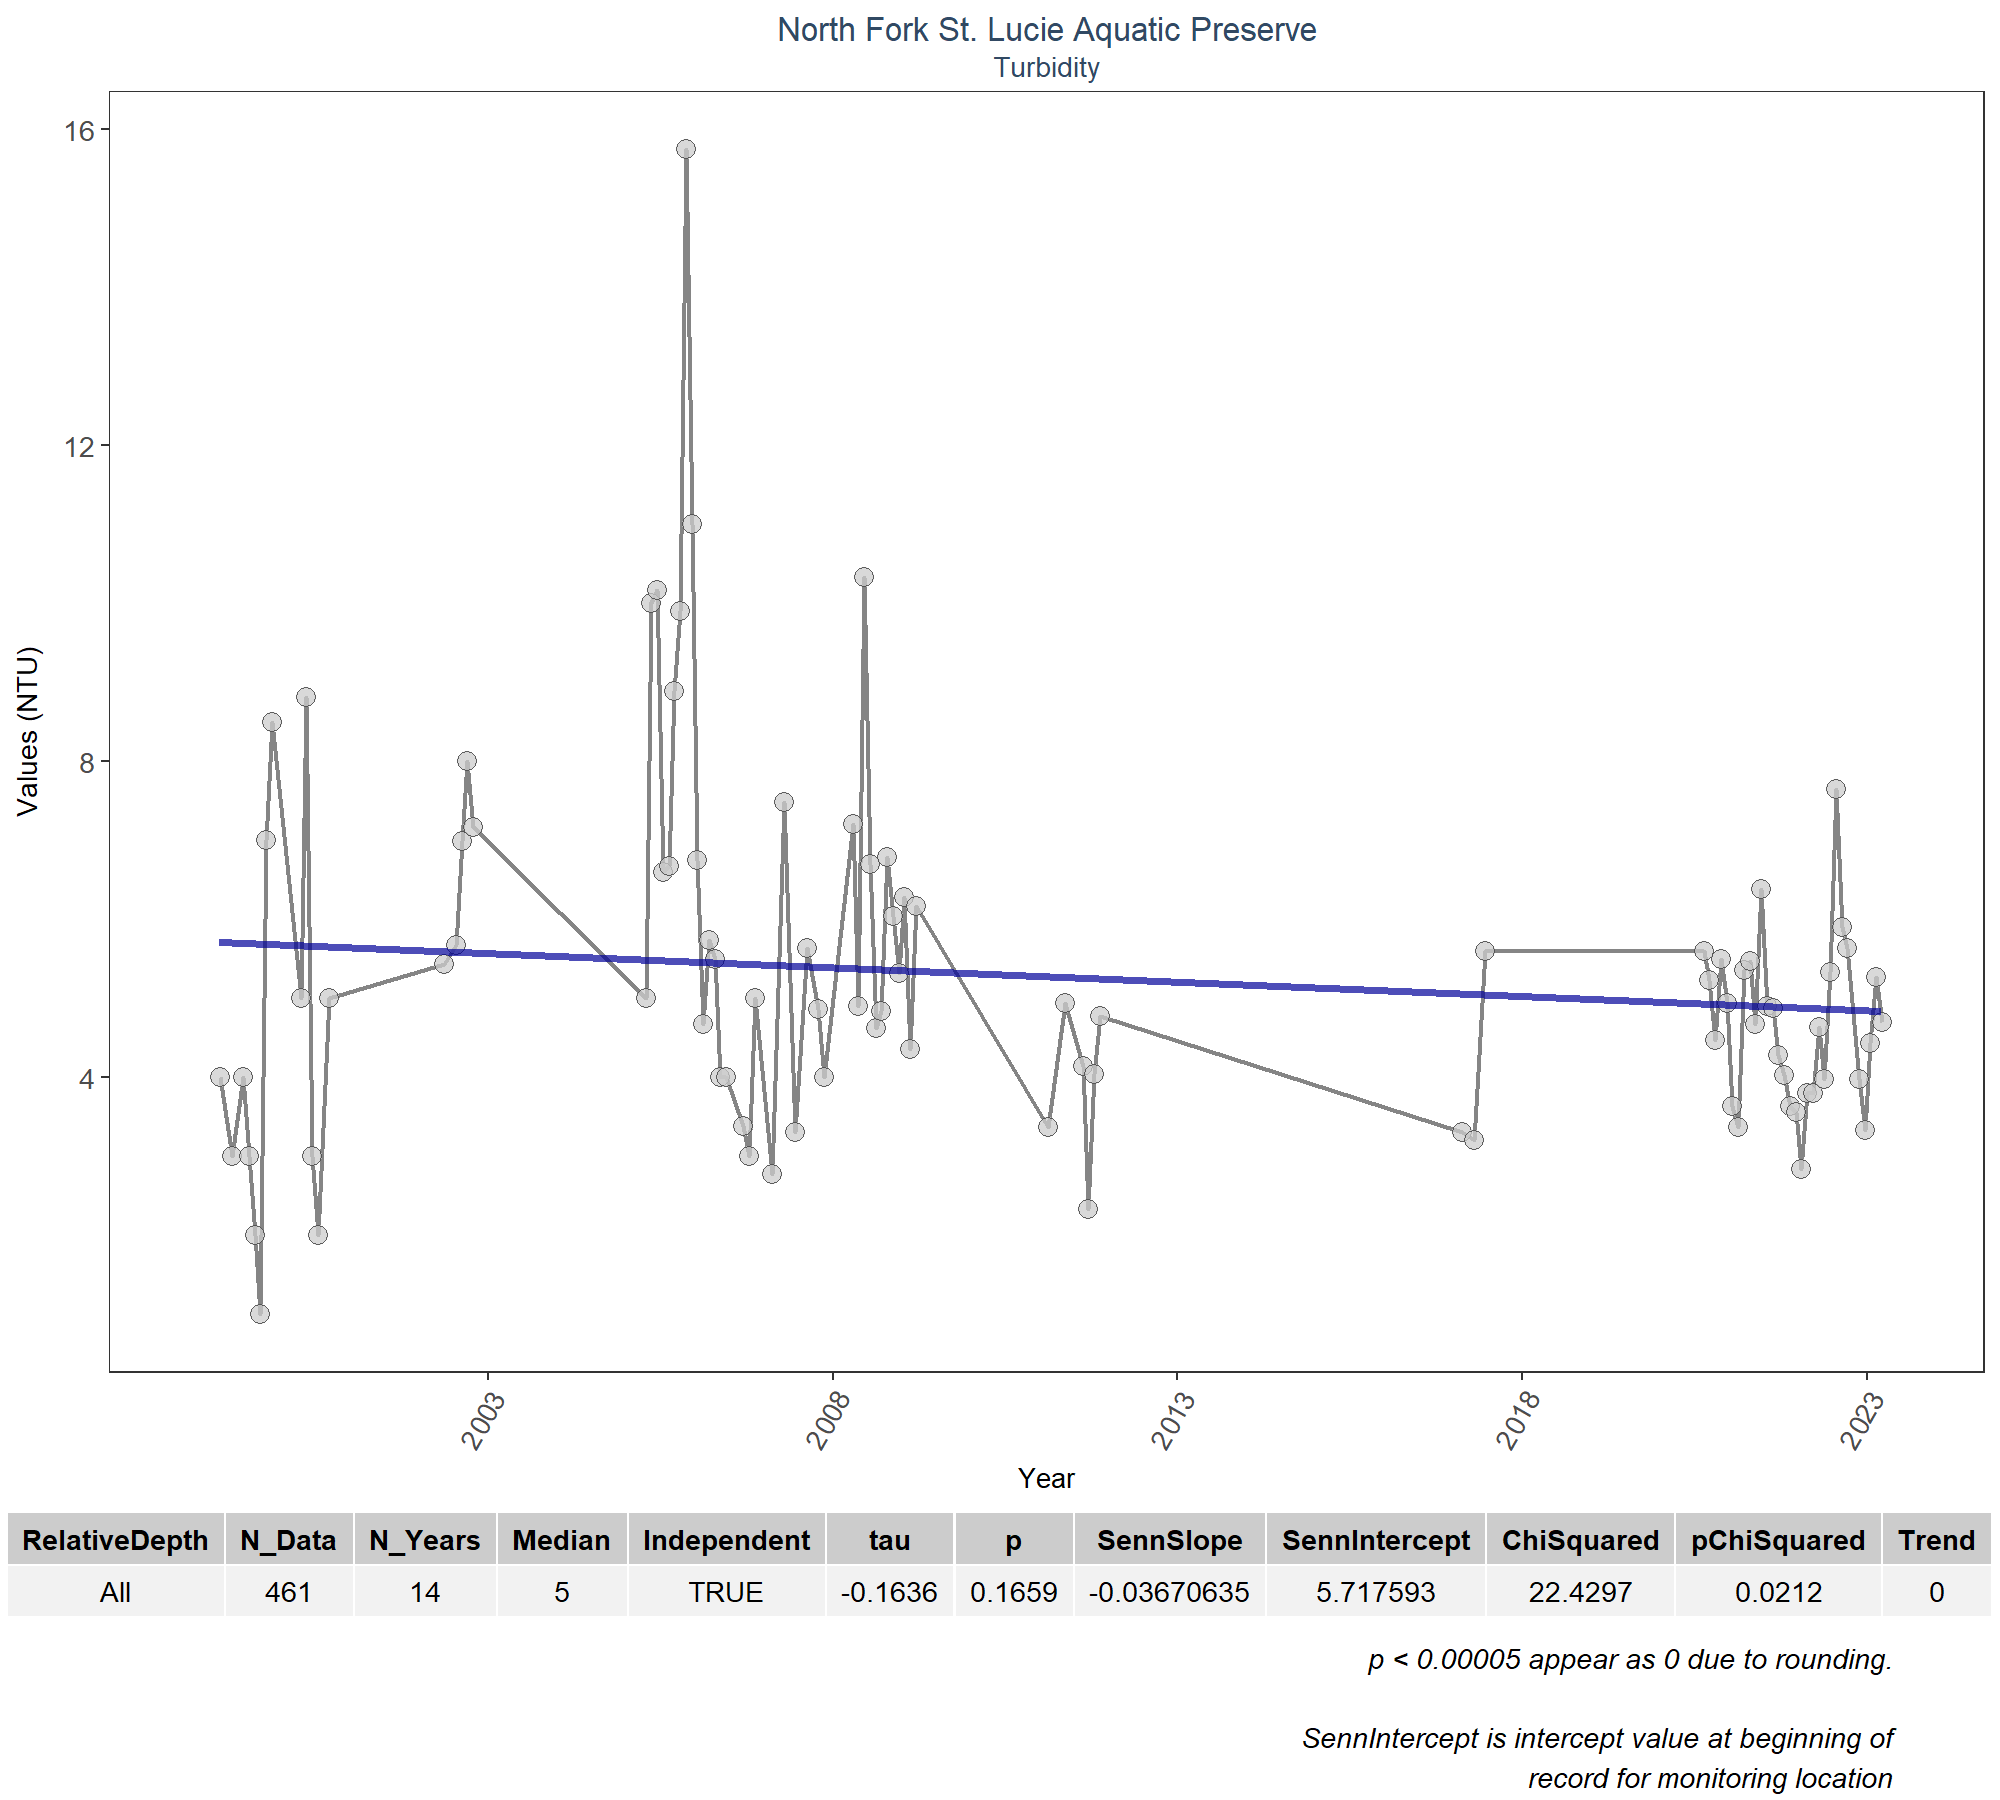 North Fork St. Lucie Aquatic Preserve
Turbidity
16
12
8
4
Values (NTU)
2003
2008
2013
2018
2023
Year
RelativeDepth N_Data N_Years Median Independent tau p SennSlope SennIntercept ChiSquared pChiSquared Trend
All 461 14 5 TRUE -0.1636 0.1659 -0.03670635 5.717593 22.4297 0.0212 0
p < 0.00005 appear as 0 due to rounding.
SennIntercept is intercept value at beginning of
record for monitoring location